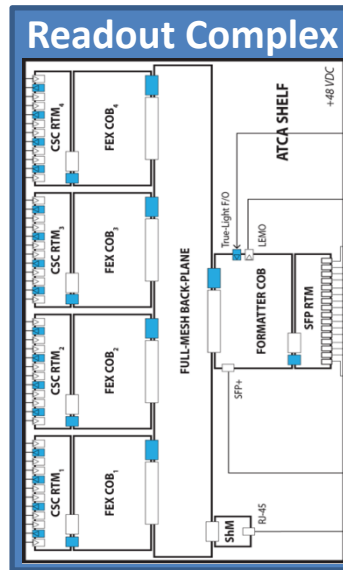 Readout Complex
CSC RTM4
FEX COB4
CSC RTM3
FEX COB3
CSC RTM2
FEX COB2
CSC RTM1
FEX COB1
FULL-MESH BACK-PLANE
ATCA SHELF
+48 VDC
True-Light F/O
LEMO
FORMATTER COB
SFP RTM
SFP+
ShM
RJ-45